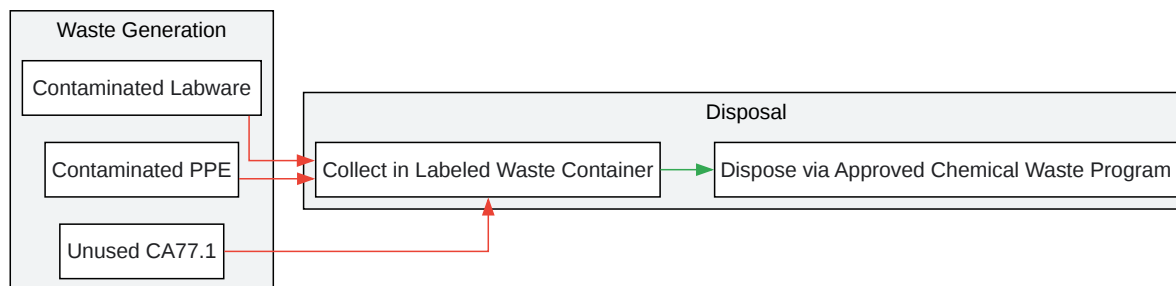 Waste Generation
Contaminated Labware
Contaminated PPE
Unused CA77.1
Disposal
Collect in Labeled Waste Container
Dispose via Approved Chemical Waste Program